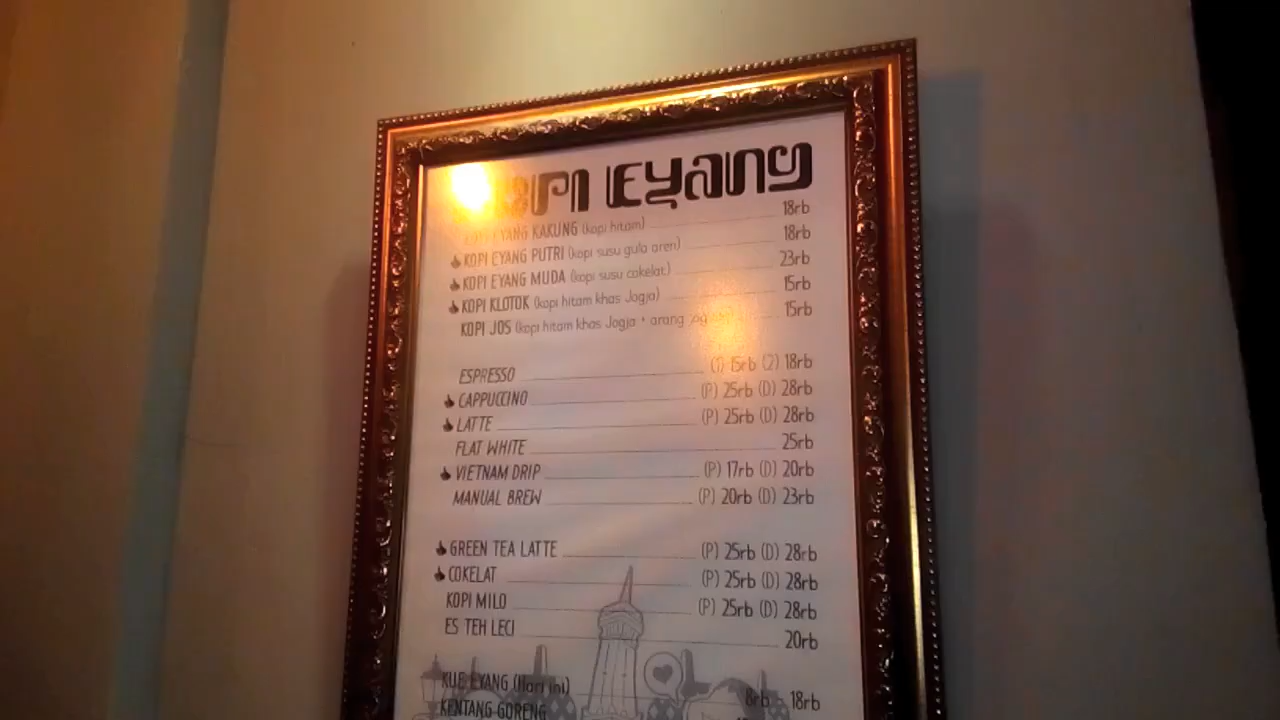 EYANG
EYANG KAKUNG (kopi hitam) 18rb
KOPI EYANG PUTRI (kopi susu gula aren) 18rb
KOPI EYANG MUDA (kopi susu cokelat) 23rb
KOPI KLOTOK (kopi hitam khas Jogja) 15rb
KOPI JOS (kopi hitam khas Jogja + arang 15rb
ESPRESSO (1) 15rb (2) 18rb
CAPPUCCINO (P) 25rb (D) 28rb
LATTE (P) 25rb (D) 28rb
FLAT WHITE 25rb
VIETNAM DRIP (P) 17rb (D) 20rb
MANUAL BREW (P) 20rb (D) 23rb
GREEN TEA LATTE (P) 25rb (D) 28rb
COKELAT (P) 25rb (D) 28rb
KOPI MILO (P) 25rb (D) 28rb
ES TEH LECI 20rb
KUE EYANG (Hari ini) 8rb - 18rb
KENTANG GORENG